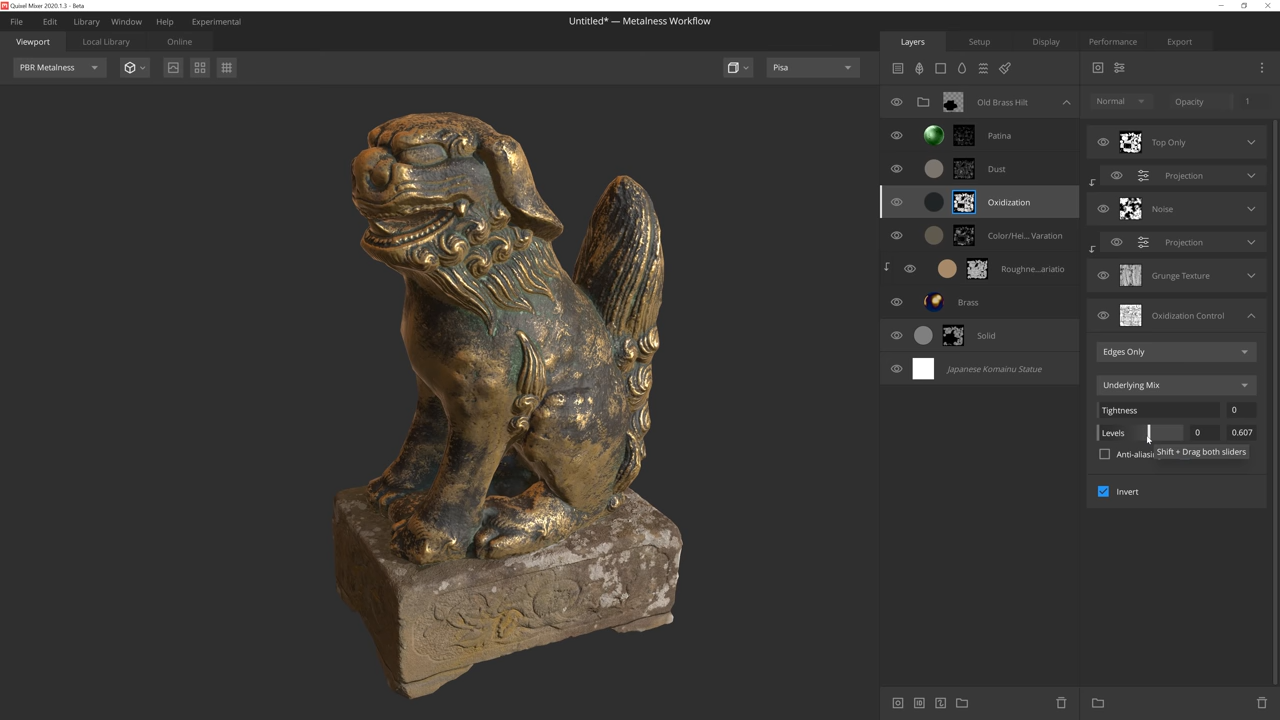 Quixel Mixer 2020.1.3 - Beta
File Edit Library Window Help Experimental
Untitled* — Metalness Workflow
Viewport Local Library Online
Layers Setup Display Performance Export
PBR Metalness
Pisa
Normal Opacity 1
Old Brass Hilt
Patina
Dust
Oxidization
Color/Hei... Varation
Roughne...ariatio
Brass
Solid
Japanese Komainu Statue
Top Only
Projection
Noise
Projection
Grunge Texture
Oxidization Control
Edges Only
Underlying Mix
Tightness 0
Levels 0 0.607
Anti-aliasi
Shift + Drag both sliders
Invert